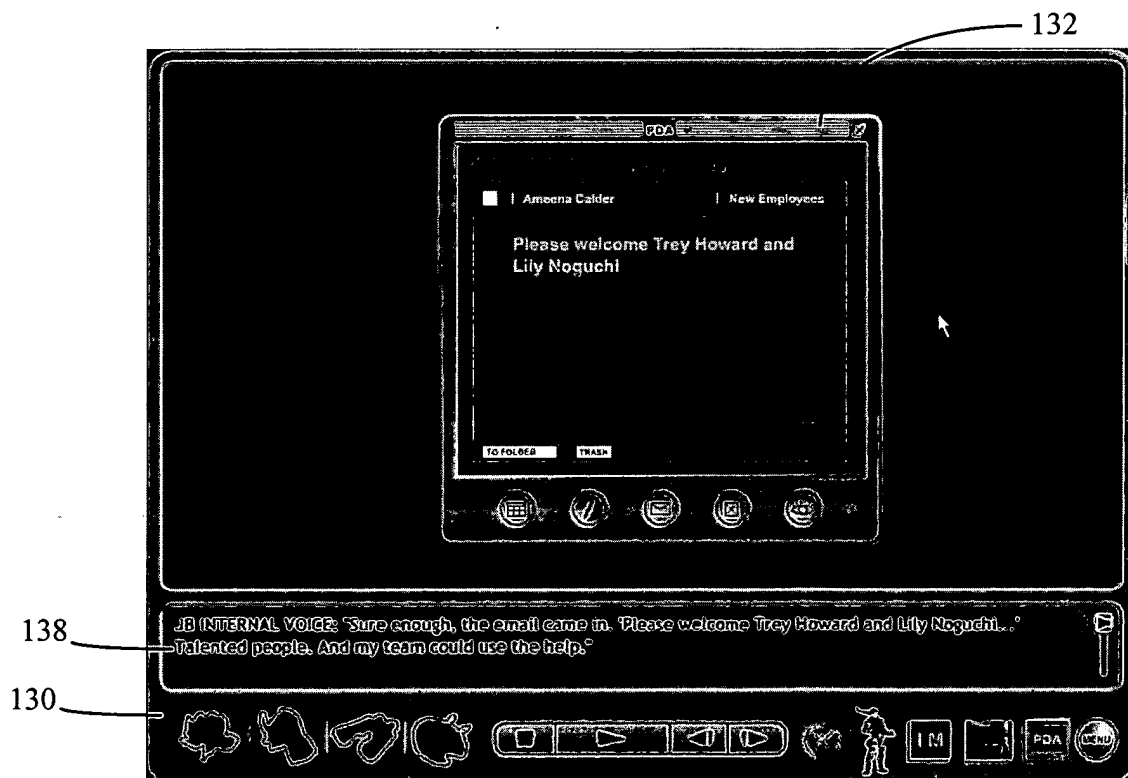 132
PDA
Ameena Calder | New Employees
Please welcome Trey Howard and
Lily Noguchi
TO FOLDER TRASH
JB INTERNAL VOICE: "Sure enough, the email came in. 'Please welcome Trey Howard and Lily Noguchi...'
Talented people. And my team could use the help."
138
130
IM PDA MENU